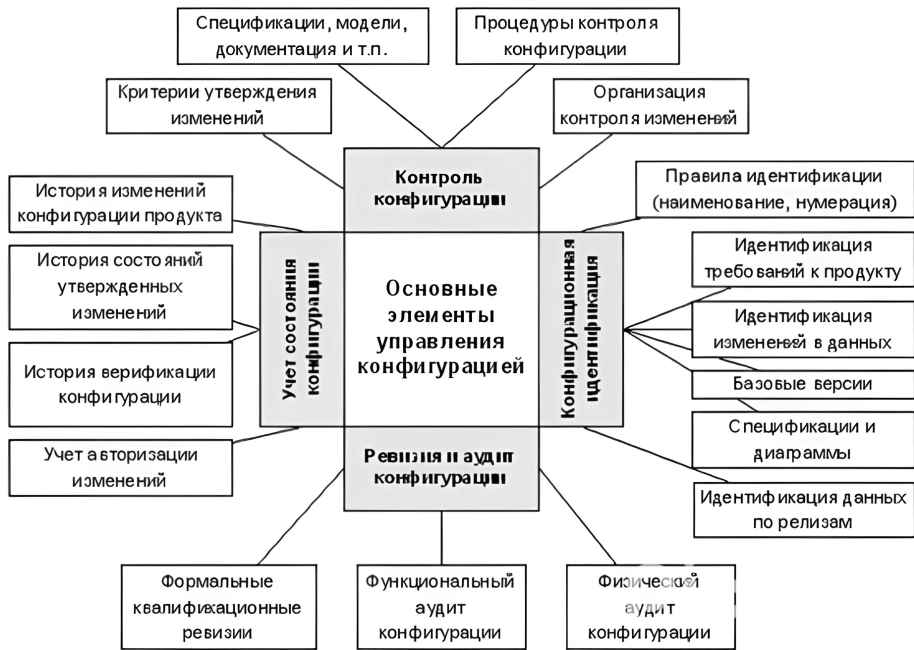 Спецификации, модели,
документация и т.п.
Процедуры контроля
конфигурации
Критерии утверждения
изменений
Организация
контроля изменений
Контроль
конфигурации
История изменений
конфигурации продукта
Правила идентификации
(наименование, нумерация)
История состояний
утвержденных
изменений
Идентификация
требований к продукту
Учет состояния
конфигурации
Основные
элементы
управления
конфигурацией
Конфигурационная
идентификация
Идентификация
изменений в данных
История верификации
конфигурации
Базовые версии
Спецификации и
диаграммы
Учет авторизации
изменений
Ревизия и аудит
конфигурации
Идентификация данных
по релизам
Формальные
квалификационные
ревизии
Функциональный
аудит
конфигурации
Физический
аудит
конфигурации